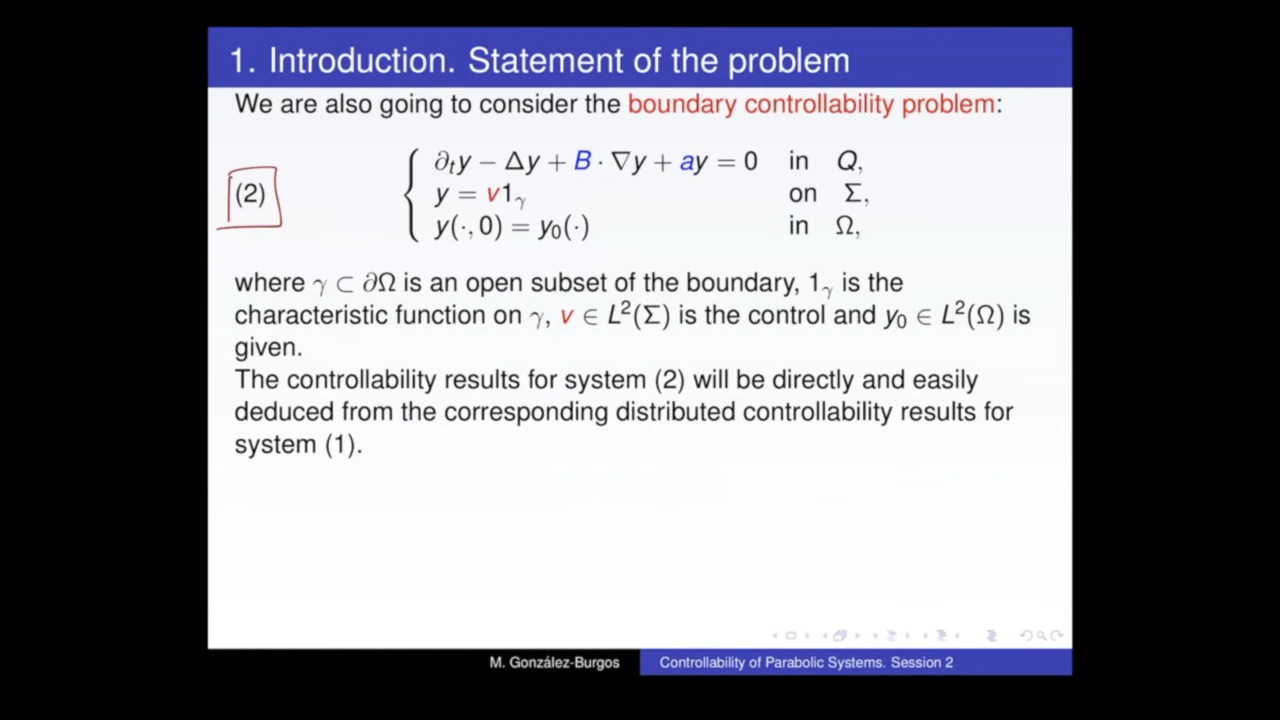 1. Introduction. Statement of the problem
We are also going to consider the boundary controllability problem:
∂ₜy − Δy + B · ∇y + ay = 0 in Q,
(2) y = v1_γ on Σ,
y(·, 0) = y₀(·) in Ω,
where γ ⊂ ∂Ω is an open subset of the boundary, 1_γ is the
characteristic function on γ, v ∈ L²(Σ) is the control and y₀ ∈ L²(Ω) is
given.
The controllability results for system (2) will be directly and easily
deduced from the corresponding distributed controllability results for
system (1).
M. González-Burgos Controllability of Parabolic Systems. Session 2